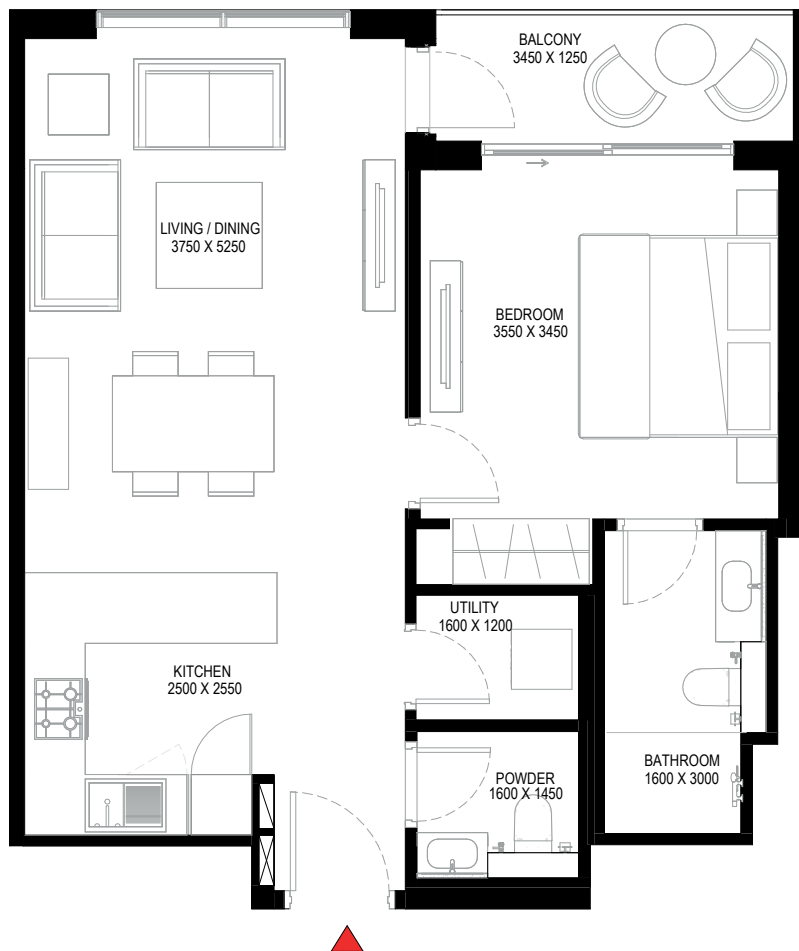 BALCONY
3450 X 1250
LIVING / DINING
3750 X 5250
BEDROOM
3550 X 3450
UTILITY
1600 X 1200
KITCHEN
2500 X 2550
BATHROOM
1600 X 3000
POWDER
1600 X 1450